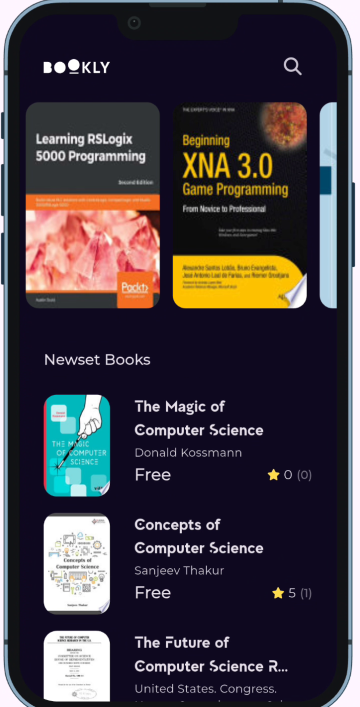 BOOKLY
Learning RSLogix
5000 Programming
Second Edition
Packt>
THE EXPERT'S VOICE® IN XNA
Beginning
XNA 3.0
Game Programming
From Novice to Professional
Alexandre Santos Lobão, Bruno Evangelista,
José Antonio Leal de Farias, and Riemer Grootjans
Newset Books
THE MAGIC
OF COMPUTER
SCIENCE
The Magic of
Computer Science
Donald Kossmann
Free
0 (0)
Concepts of
Computer Science
Concepts of
Computer Science
Sanjeev Thakur
Free
5 (1)
The Future of
Computer Science R...
United States. Congress.